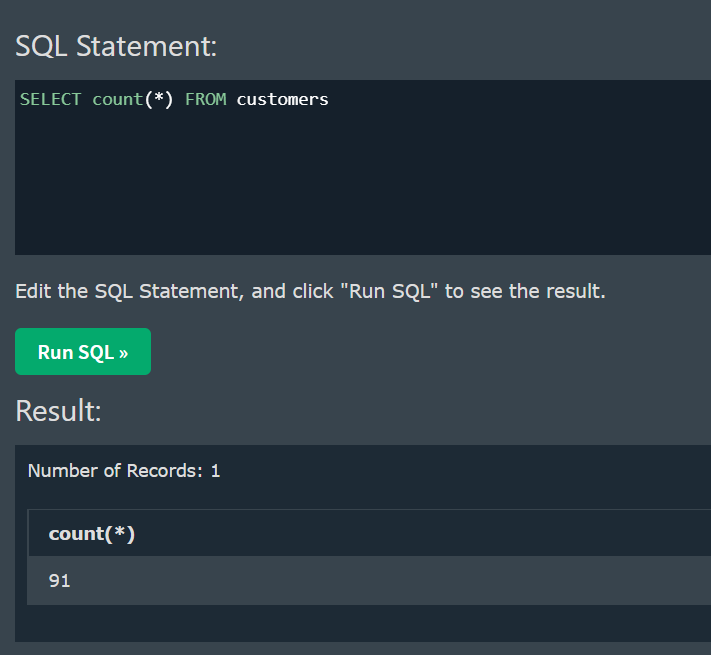 SQL Statement:
SELECT count(*) FROM customers
Edit the SQL Statement, and click "Run SQL" to see the result.
Run SQL »
Result:
Number of Records: 1
count(*)
91